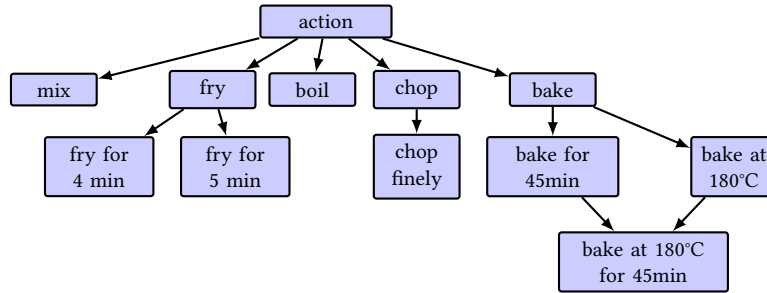 action
mix
fry
boil
chop
bake
fry for
4 min
fry for
5 min
chop
finely
bake for
45min
bake at
180°C
bake at 180°C
for 45min